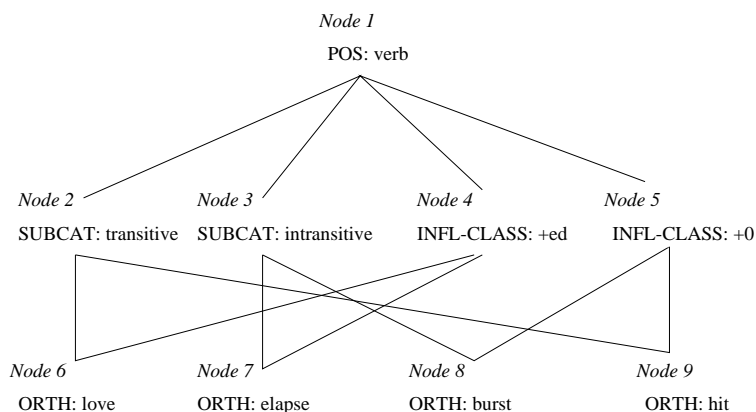 Node 1
POS: verb
Node 2 Node 3 Node 4 Node 5
SUBCAT: transitive SUBCAT: intransitive INFL-CLASS: +ed INFL-CLASS: +0
Node 6 Node 7 Node 8 Node 9
ORTH: love ORTH: elapse ORTH: burst ORTH: hit